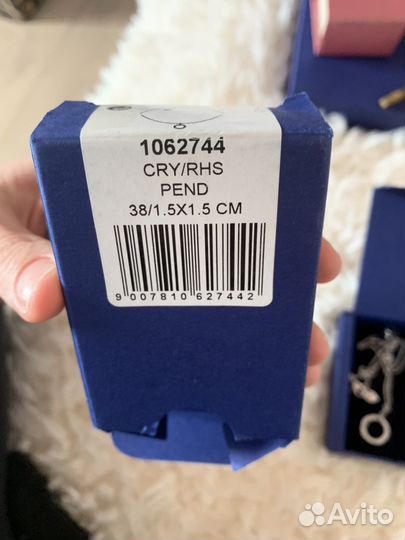 1062744
CRY/RHS
PEND
38/1.5X1.5 CM
9 007810 627442
Avito